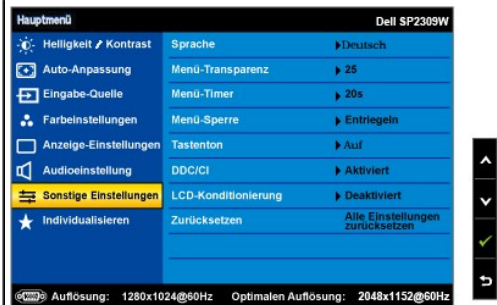 Hauptmenü Dell SP2309W
Helligkeit / Kontrast Sprache Deutsch
Auto-Anpassung Menü-Transparenz 25
Eingabe-Quelle Menü-Timer 20s
Farbeinstellungen Menü-Sperre Entriegeln
Anzeige-Einstellungen Tastenton Auf
Audioeinstellung DDC/CI Aktiviert
Sonstige Einstellungen LCD-Konditionierung Deaktiviert
Individualisieren Zurücksetzen Alle Einstellungen
zurücksetzen
Auflösung: 1280x1024@60Hz Optimalen Auflösung: 2048x1152@60Hz